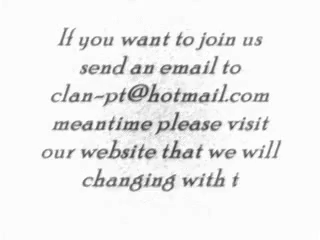 If you want to join us
send an email to
clan-pt@hotmail.com
meantime please visit
our website that we will
changing with t